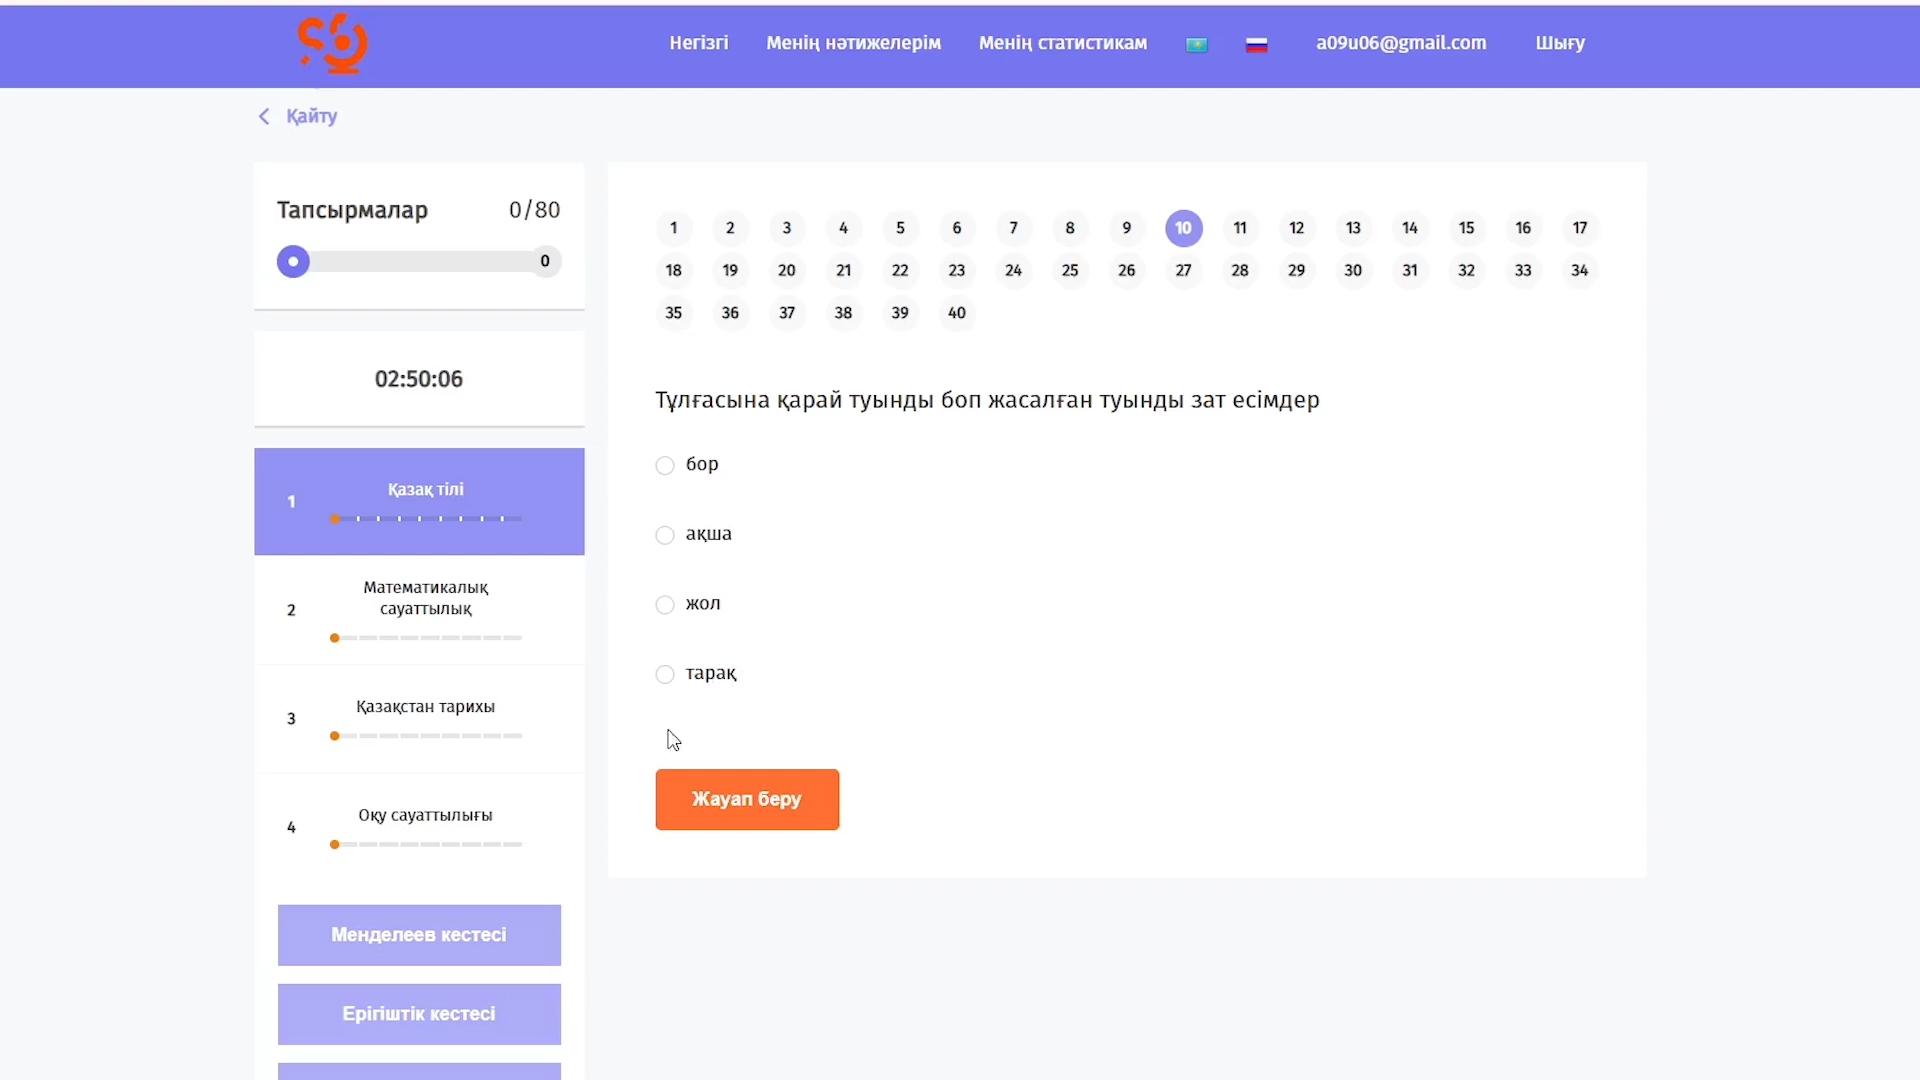 Негізгі
Менің нәтижелерім
Менің статистикам
a09u06@gmail.com
Шығу
Қайту
Тапсырмалар 0/80
0
02:50:06
1 Қазақ тілі
2 Математикалық
сауаттылық
3 Қазақстан тарихы
4 Оқу сауаттылығы
Менделеев кестесі
Ерігіштік кестесі
1 2 3 4 5 6 7 8 9 10 11 12 13 14 15 16 17
18 19 20 21 22 23 24 25 26 27 28 29 30 31 32 33 34
35 36 37 38 39 40
Тұлғасына қарай туынды боп жасалған туынды зат есімдер
бор
ақша
жол
тарақ
Жауап беру